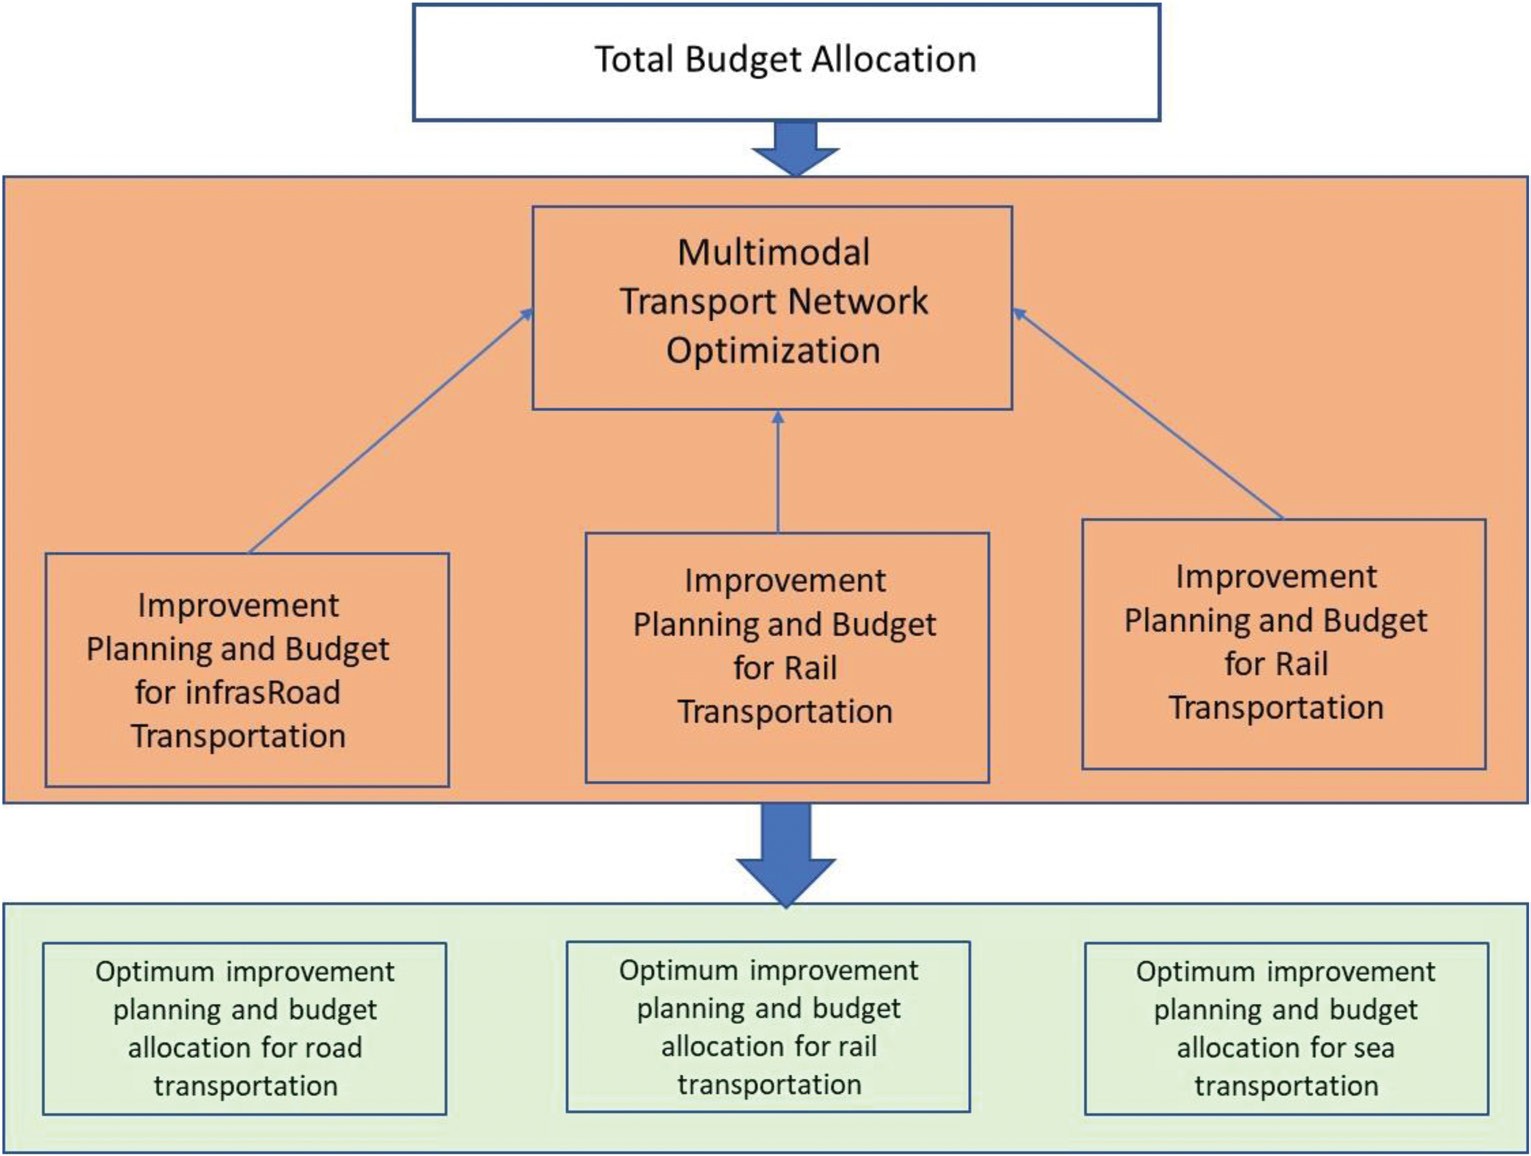 Total Budget Allocation
Multimodal
Transport Network
Optimization
Improvement
Planning and Budget
for infrasRoad
Transportation
Improvement
Planning and Budget
for Rail
Transportation
Improvement
Planning and Budget
for Rail
Transportation
Optimum improvement
planning and budget
allocation for road
transportation
Optimum improvement
planning and budget
allocation for rail
transportation
Optimum improvement
planning and budget
allocation for sea
transportation